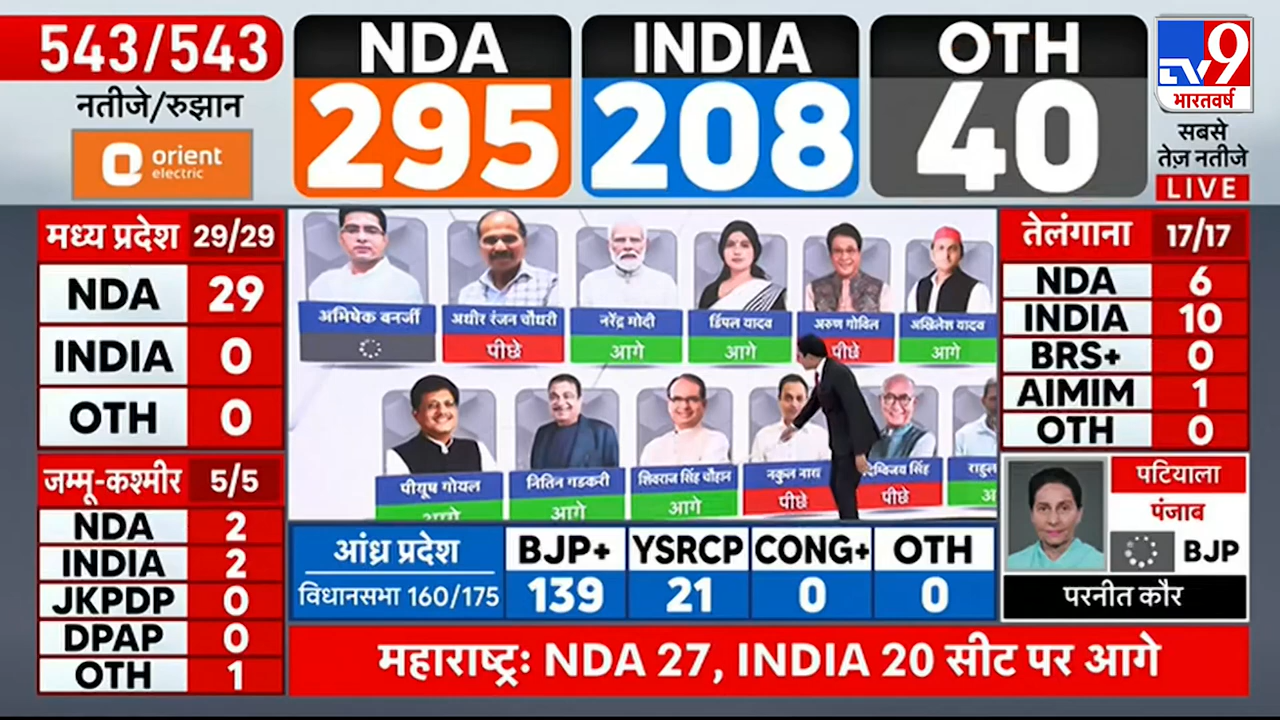 543/543
नतीजे/रुझान
orient
electric
NDA
295
INDIA
208
OTH
40
TV9
भारतवर्ष
सबसे
तेज़ नतीजे
LIVE
मध्य प्रदेश 29/29
NDA 29
INDIA 0
OTH 0
जम्मू-कश्मीर 5/5
NDA 2
INDIA 2
JKPDP 0
DPAP 0
OTH 1
अभिषेक बनर्जी
अधीर रंजन चौधरी
पीछे
नरेंद्र मोदी
आगे
डिंपल यादव
आगे
अरुण गोविल
पीछे
अखिलेश यादव
आगे
पीयूष गोयल
आगे
नितिन गडकरी
आगे
शिवराज सिंह चौहान
आगे
नकुल नाथ
पीछे
दिग्विजय सिंह
पीछे
राहुल
आंध्र प्रदेश BJP+ YSRCP CONG+ OTH
विधानसभा 160/175 139 21 0 0
तेलंगाना 17/17
NDA 6
INDIA 10
BRS+ 0
AIMIM 1
OTH 0
पटियाला
पंजाब
BJP
परनीत कौर
महाराष्ट्रः NDA 27, INDIA 20 सीट पर आगे